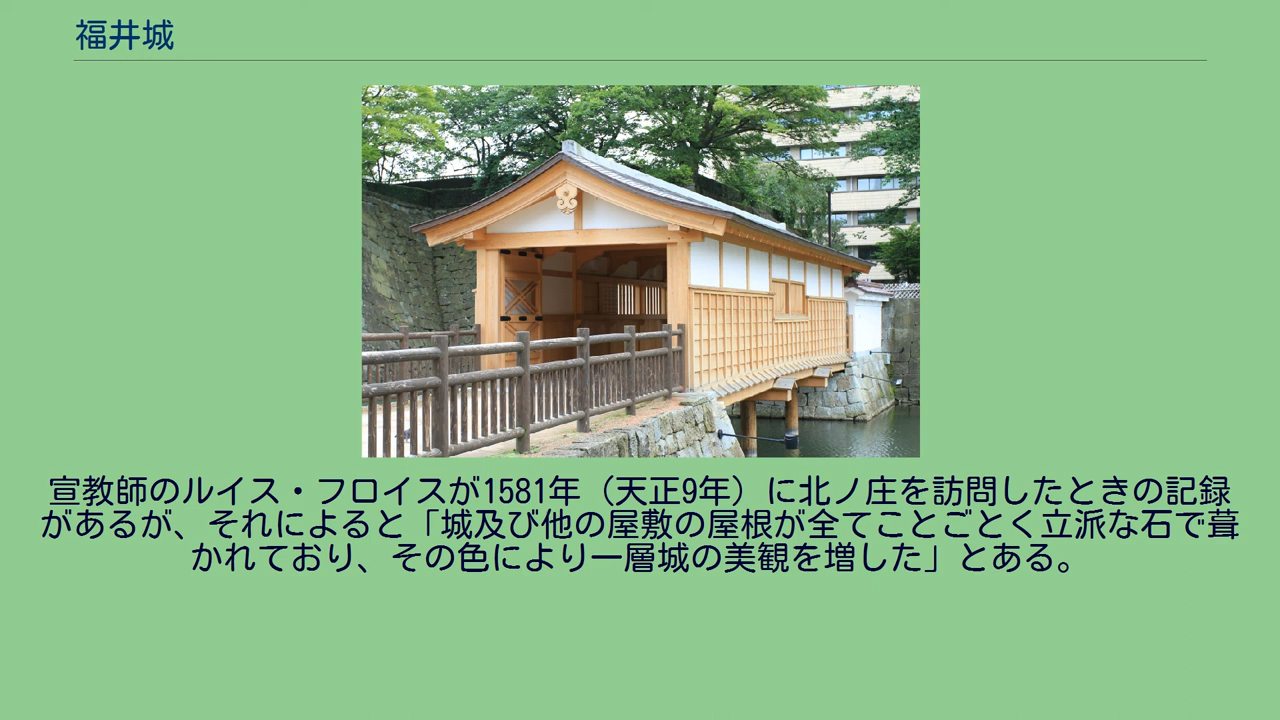 福井城
宣教師のルイス・フロイスが1581年（天正9年）に北ノ庄を訪問したときの記録
があるが、それによると「城及び他の屋敷の屋根が全てことごとく立派な石で葺
かれており、その色により一層城の美観を増した」とある。